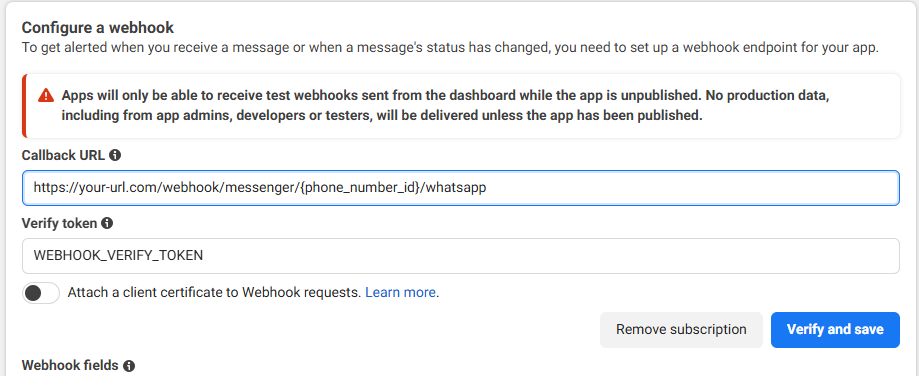 Configure a webhook
To get alerted when you receive a message or when a message's status has changed, you need to set up a webhook endpoint for your app.
Apps will only be able to receive test webhooks sent from the dashboard while the app is unpublished. No production data,
including from app admins, developers or testers, will be delivered unless the app has been published.
Callback URL
https://your-url.com/webhook/messenger/{phone_number_id}/whatsapp
Verify token
WEBHOOK_VERIFY_TOKEN
Attach a client certificate to Webhook requests. Learn more.
Remove subscription Verify and save
Webhook fields